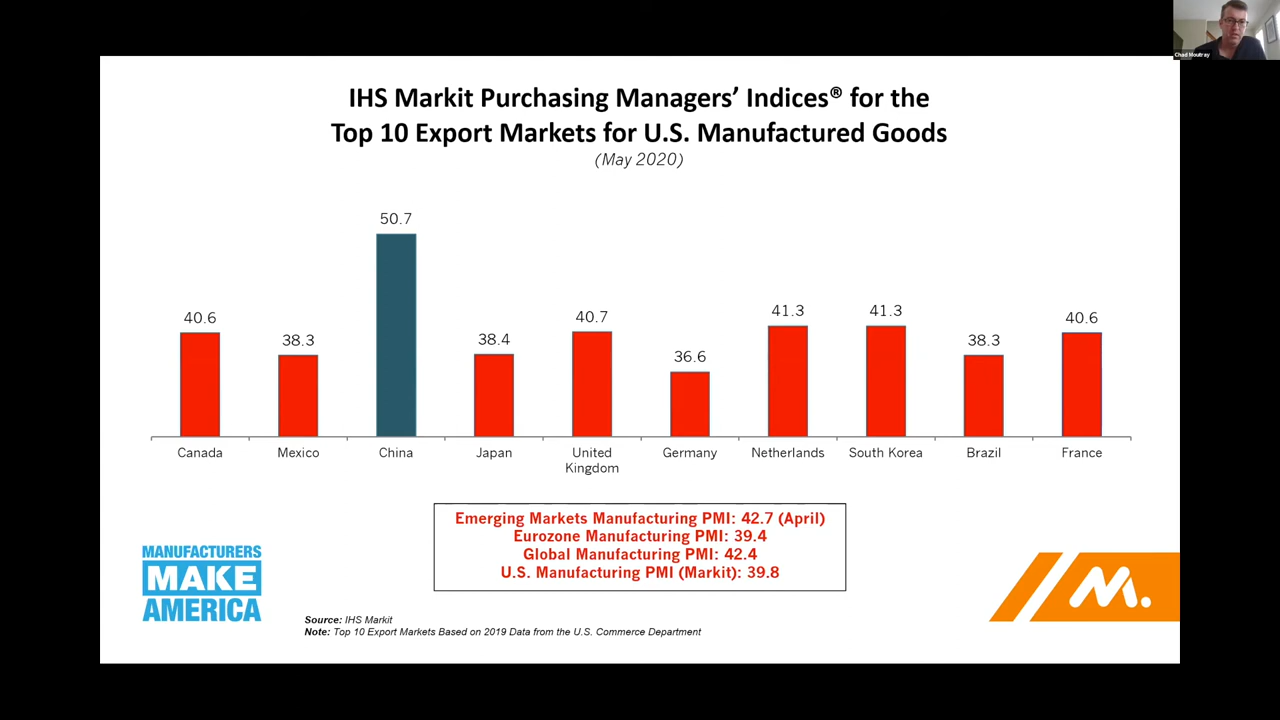 Chad Moutray
IHS Markit Purchasing Managers' Indices® for the
Top 10 Export Markets for U.S. Manufactured Goods
(May 2020)
50.7
40.6
38.3
38.4
40.7
36.6
41.3
41.3
38.3
40.6
Canada
Mexico
China
Japan
United
Kingdom
Germany
Netherlands
South Korea
Brazil
France
Emerging Markets Manufacturing PMI: 42.7 (April)
Eurozone Manufacturing PMI: 39.4
Global Manufacturing PMI: 42.4
U.S. Manufacturing PMI (Markit): 39.8
MANUFACTURERS
MAKE
AMERICA
M.
Source: IHS Markit
Note: Top 10 Export Markets Based on 2019 Data from the U.S. Commerce Department